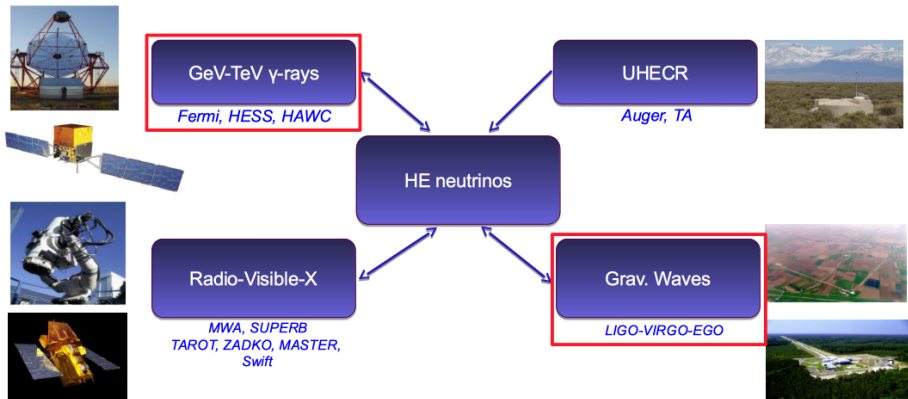 GeV-TeV γ-rays
Fermi, HESS, HAWC
UHECR
Auger, TA
HE neutrinos
Radio-Visible-X
MWA, SUPERB
TAROT, ZADKO, MASTER,
Swift
Grav. Waves
LIGO-VIRGO-EGO